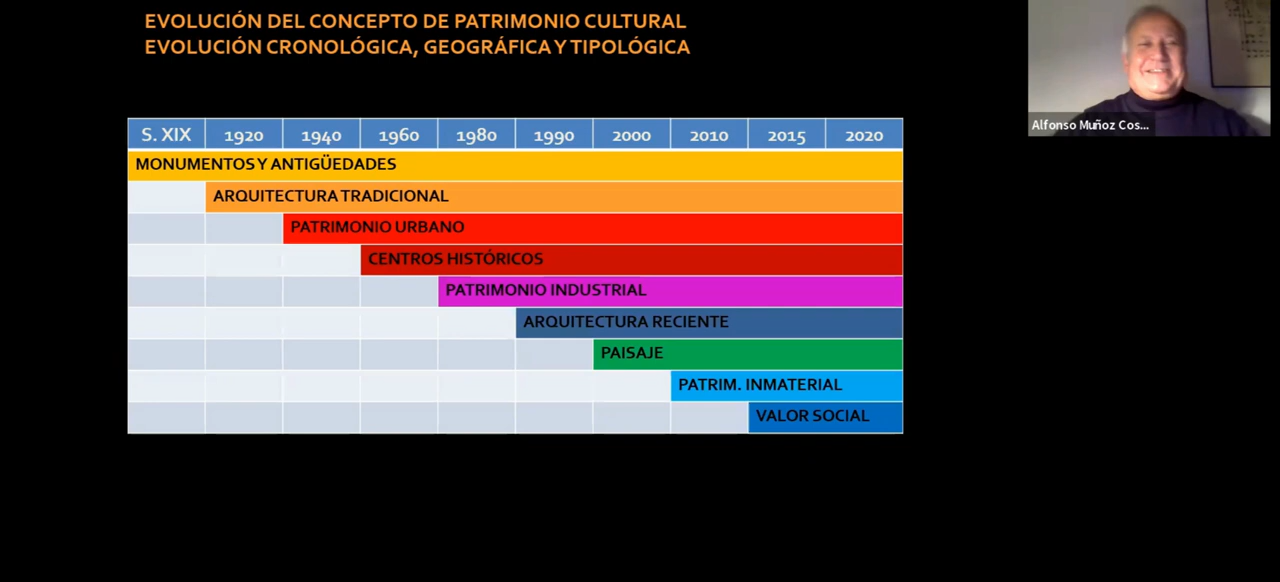 EVOLUCIÓN DEL CONCEPTO DE PATRIMONIO CULTURAL
EVOLUCIÓN CRONOLÓGICA, GEOGRÁFICA Y TIPOLÓGICA
S. XIX 1920 1940 1960 1980 1990 2000 2010 2015 2020
MONUMENTOS Y ANTIGÜEDADES
ARQUITECTURA TRADICIONAL
PATRIMONIO URBANO
CENTROS HISTÓRICOS
PATRIMONIO INDUSTRIAL
ARQUITECTURA RECIENTE
PAISAJE
PATRIM. INMATERIAL
VALOR SOCIAL
Alfonso Muñoz Cos...